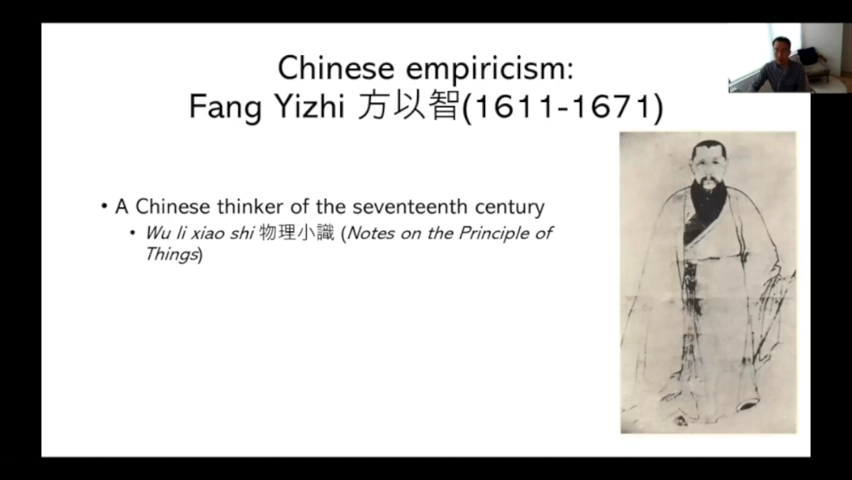 Chinese empiricism:
Fang Yizhi 方以智(1611-1671)
• A Chinese thinker of the seventeenth century
• Wu li xiao shi 物理小識 (Notes on the Principle of
Things)